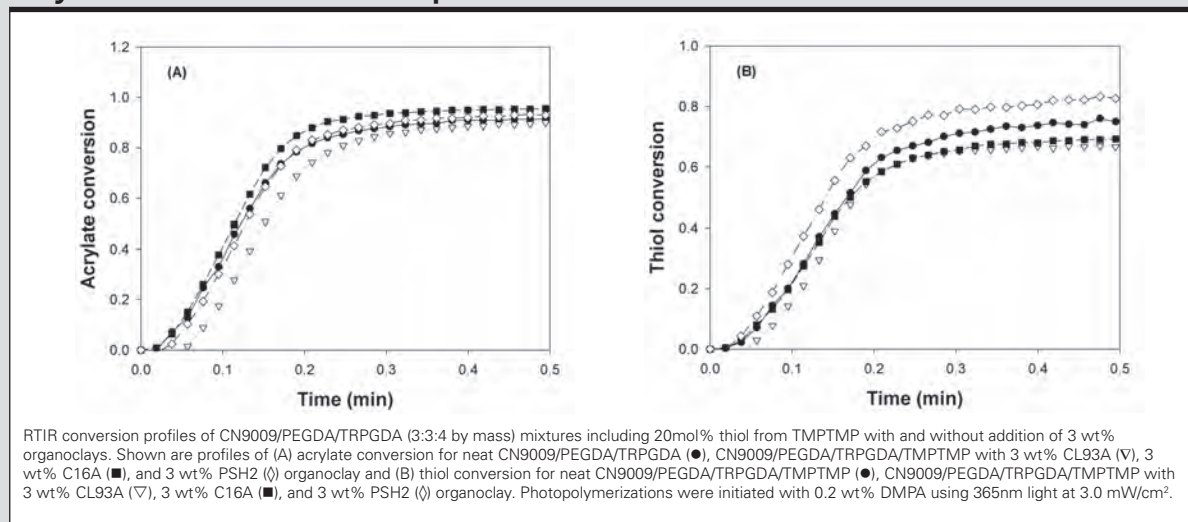 (A)
1.2
1.0
0.8
0.6
0.4
0.2
0.0
Acrylate conversion
0.0 0.1 0.2 0.3 0.4 0.5
Time (min)
(B)
1.0
0.8
0.6
0.4
0.2
0.0
Thiol conversion
0.0 0.1 0.2 0.3 0.4 0.5
Time (min)
RTIR conversion profiles of CN9009/PEGDA/TRPGDA (3:3:4 by mass) mixtures including 20mol% thiol from TMPTMP with and without addition of 3 wt%
organoclays. Shown are profiles of (A) acrylate conversion for neat CN9009/PEGDA/TRPGDA (●), CN9009/PEGDA/TRPGDA/TMPTMP with 3 wt% CL93A (∇), 3
wt% C16A (■), and 3 wt% PSH2 (◊) organoclay and (B) thiol conversion for neat CN9009/PEGDA/TRPGDA/TMPTMP (●), CN9009/PEGDA/TRPGDA/TMPTMP with
3 wt% CL93A (▽), 3 wt% C16A (■), and 3 wt% PSH2 (◊) organoclay. Photopolymerizations were initiated with 0.2 wt% DMPA using 365nm light at 3.0 mW/cm².